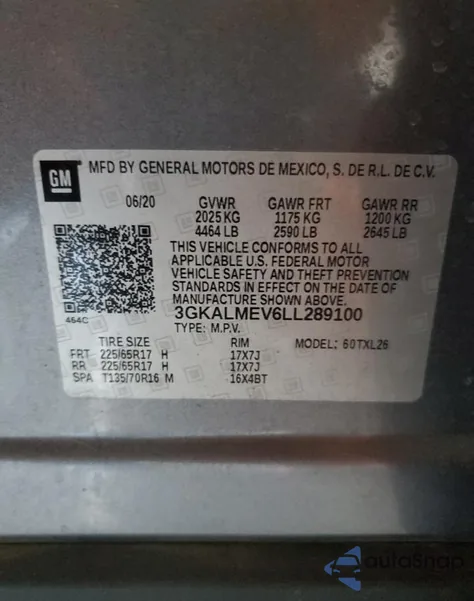 GM MFD BY GENERAL MOTORS DE MEXICO, S. DE R.L. DE C.V.
06/20 GVWR GAWR FRT GAWR RR
2025 KG 1175 KG 1200 KG
4464 LB 2590 LB 2645 LB
THIS VEHICLE CONFORMS TO ALL
APPLICABLE U.S. FEDERAL MOTOR
VEHICLE SAFETY AND THEFT PREVENTION
STANDARDS IN EFFECT ON THE DATE OF
MANUFACTURE SHOWN ABOVE.
454C 3GKALMEV6LL289100
TYPE: M.P.V.
TIRE SIZE RIM MODEL: 60TXL26
FRT 225/65R17 H 17X7J
RR 225/65R17 H 17X7J
SPA T135/70R16 M 16X4BT
autoSnap